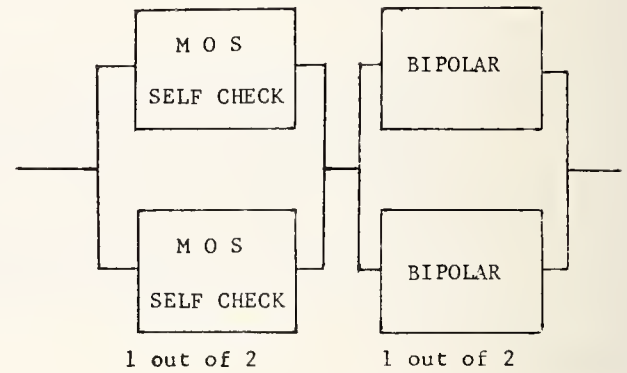 M O S
SELF CHECK
BIPOLAR
M O S
SELF CHECK
BIPOLAR
1 out of 2
1 out of 2